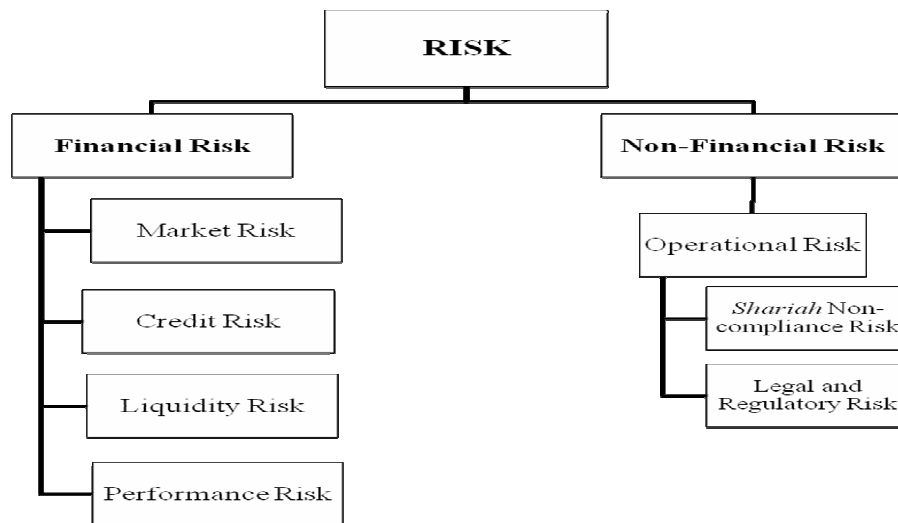 RISK
Financial Risk
Non-Financial Risk
Market Risk
Operational Risk
Credit Risk
Shariah Non-
compliance Risk
Liquidity Risk
Legal and
Regulatory Risk
Performance Risk